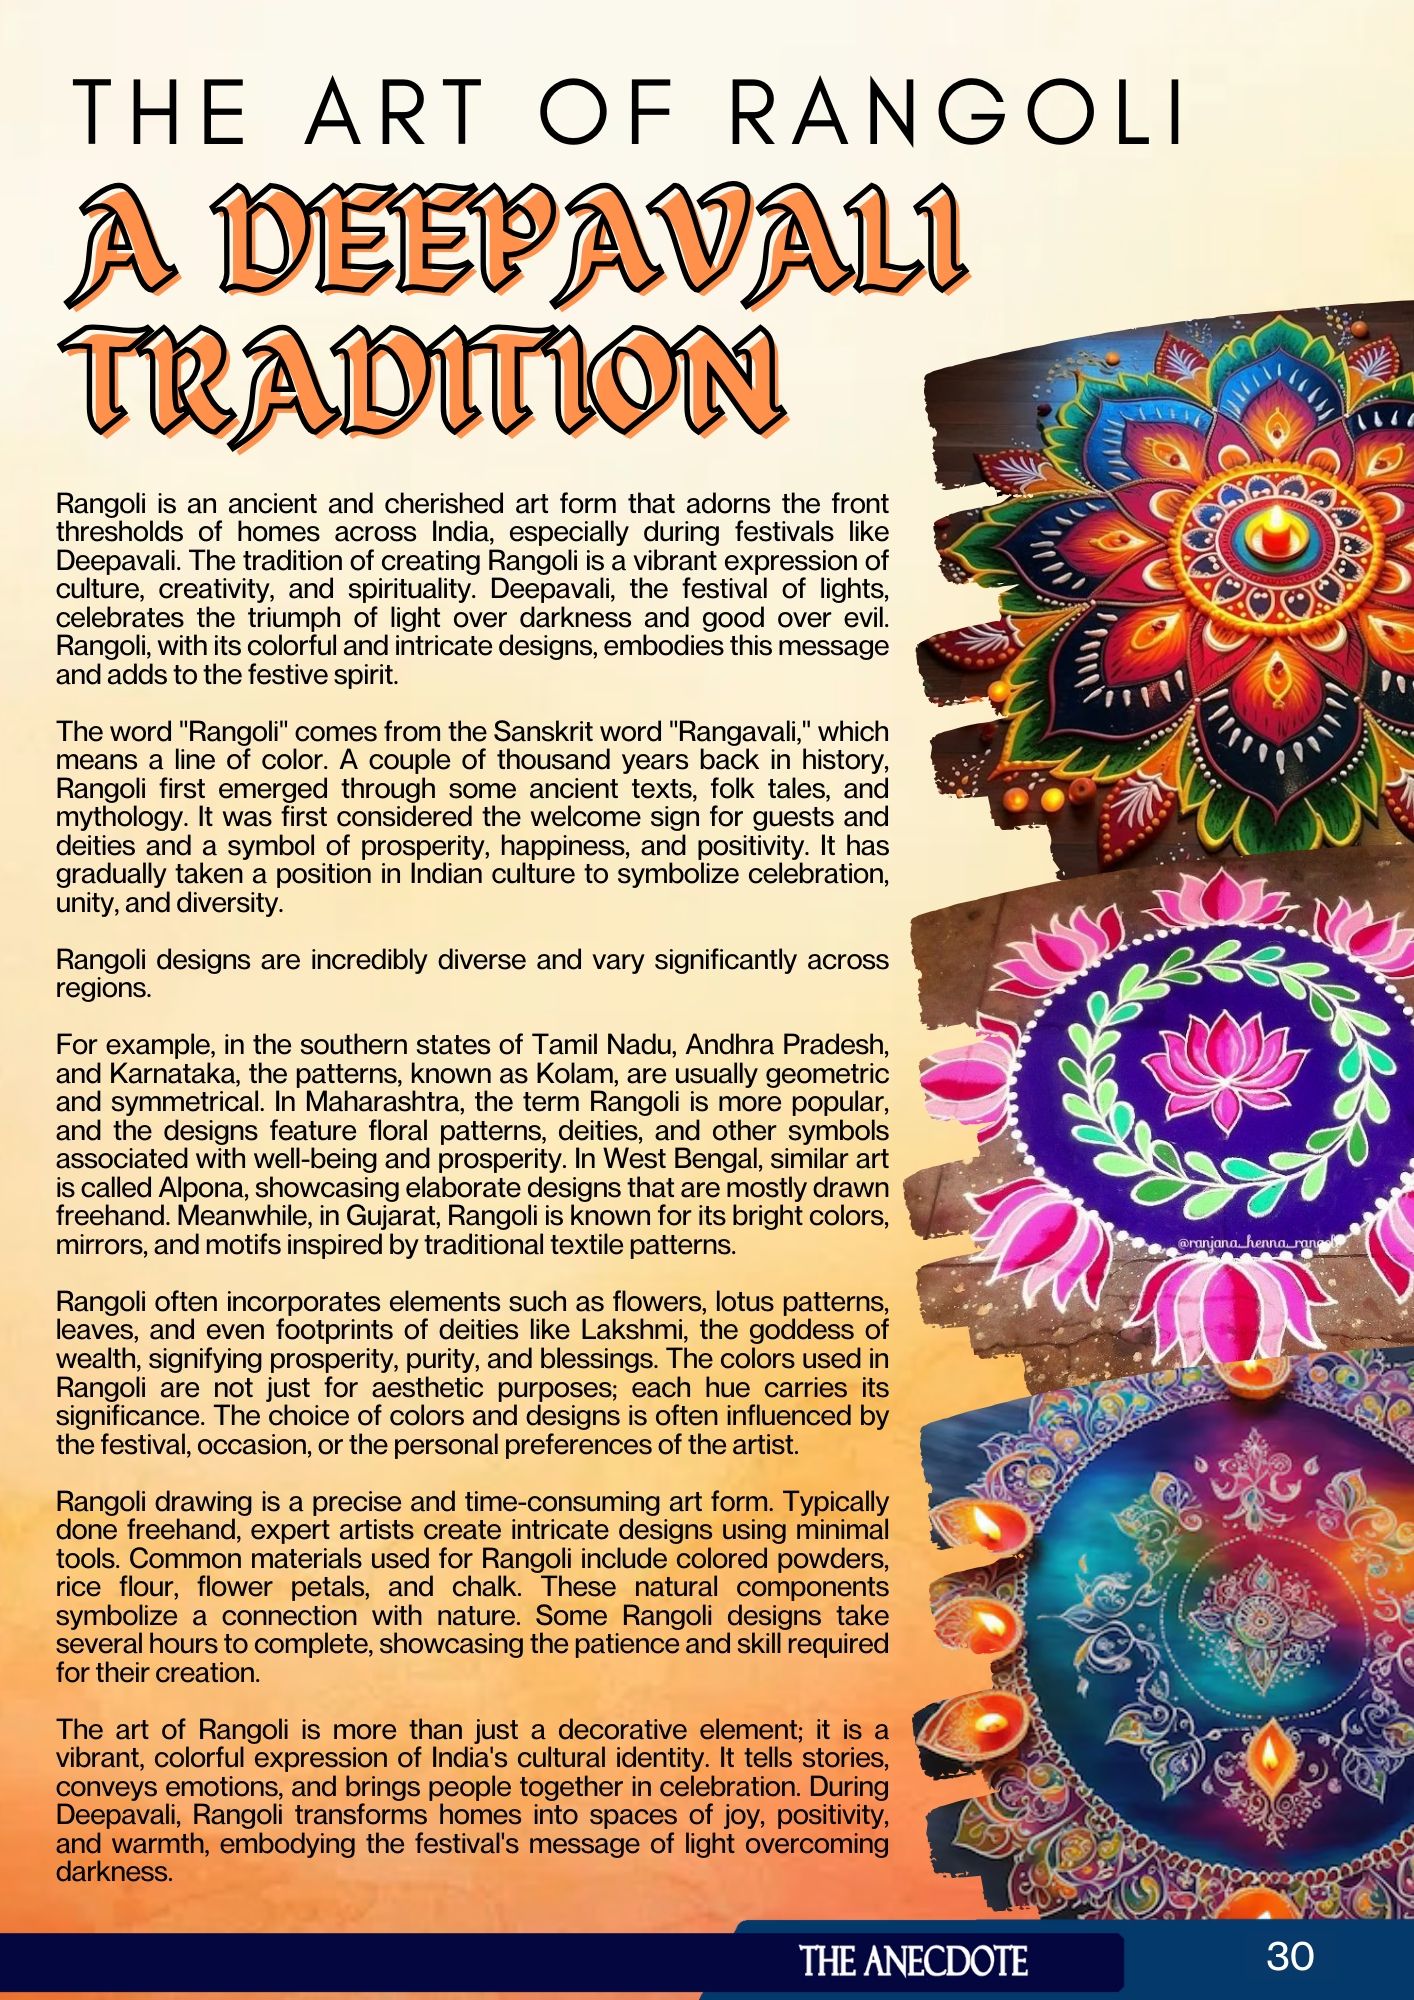 THE ART OF RANGOLI
A DEEPAVALI
TRADITION
Rangoli is an ancient and cherished art form that adorns the front
thresholds of homes across India, especially during festivals like
Deepavali. The tradition of creating Rangoli is a vibrant expression of
culture, creativity, and spirituality. Deepavali, the festival of lights,
celebrates the triumph of light over darkness and good over evil.
Rangoli, with its colorful and intricate designs, embodies this message
and adds to the festive spirit.
The word "Rangoli" comes from the Sanskrit word "Rangavali," which
means a line of color. A couple of thousand years back in history,
Rangoli first emerged through some ancient texts, folk tales, and
mythology. It was first considered the welcome sign for guests and
deities and a symbol of prosperity, happiness, and positivity. It has
gradually taken a position in Indian culture to symbolize celebration,
unity, and diversity.
Rangoli designs are incredibly diverse and vary significantly across
regions.
For example, in the southern states of Tamil Nadu, Andhra Pradesh,
and Karnataka, the patterns, known as Kolam, are usually geometric
and symmetrical. In Maharashtra, the term Rangoli is more popular,
and the designs feature floral patterns, deities, and other symbols
associated with well-being and prosperity. In West Bengal, similar art
is called Alpona, showcasing elaborate designs that are mostly drawn
freehand. Meanwhile, in Gujarat, Rangoli is known for its bright colors,
mirrors, and motifs inspired by traditional textile patterns.
@ranjana_henna_rangoli
Rangoli often incorporates elements such as flowers, lotus patterns,
leaves, and even footprints of deities like Lakshmi, the goddess of
wealth, signifying prosperity, purity, and blessings. The colors used in
Rangoli are not just for aesthetic purposes; each hue carries its
significance. The choice of colors and designs is often influenced by
the festival, occasion, or the personal preferences of the artist.
Rangoli drawing is a precise and time-consuming art form. Typically
done freehand, expert artists create intricate designs using minimal
tools. Common materials used for Rangoli include colored powders,
rice flour, flower petals, and chalk. These natural components
symbolize a connection with nature. Some Rangoli designs take
several hours to complete, showcasing the patience and skill required
for their creation.
The art of Rangoli is more than just a decorative element; it is a
vibrant, colorful expression of India's cultural identity. It tells stories,
conveys emotions, and brings people together in celebration. During
Deepavali, Rangoli transforms homes into spaces of joy, positivity,
and warmth, embodying the festival's message of light overcoming
darkness.
THE ANECDOTE
30